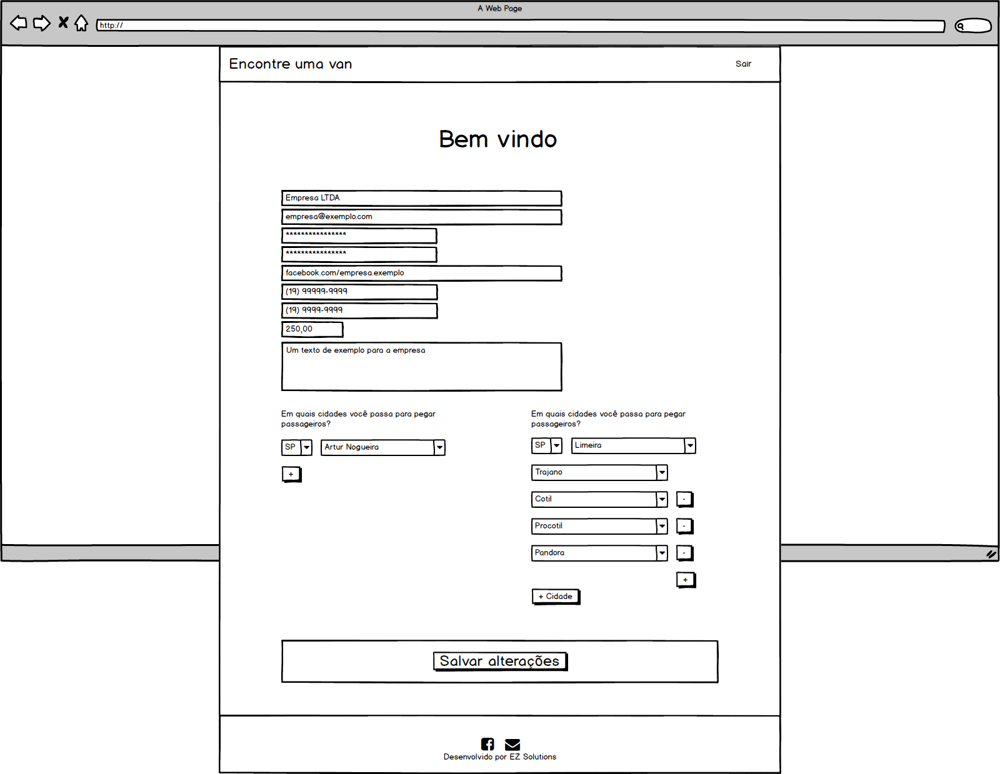 A Web Page
http://
Encontre uma van
Sair
Bem vindo
Empresa LTDA
empresa@exemplo.com
****************
****************
facebook.com/empresa.exemplo
(19) 99999-9999
(19) 9999-9999
250,00
Um texto de exemplo para a empresa
Em quais cidades você passa para pegar
passageiros?
SP
Artur Nogueira
+
Em quais cidades você passa para pegar
passageiros?
SP
Limeira
Trajano
Cotil
-
Procotil
-
Pandora
-
+
+ Cidade
Salvar alterações
Desenvolvido por EZ Solutions